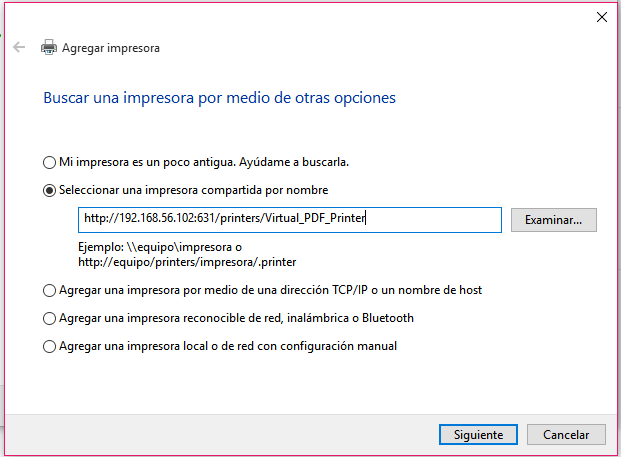 Agregar impresora
Buscar una impresora por medio de otras opciones
Mi impresora es un poco antigua. Ayúdame a buscarla.
Seleccionar una impresora compartida por nombre
http://192.168.56.102:631/printers/Virtual_PDF_Printer
Examinar...
Ejemplo: \\equipo\impresora o
http://equipo/printers/impresora/.printer
Agregar una impresora por medio de una dirección TCP/IP o un nombre de host
Agregar una impresora reconocible de red, inalámbrica o Bluetooth
Agregar una impresora local o de red con configuración manual
Siguiente
Cancelar